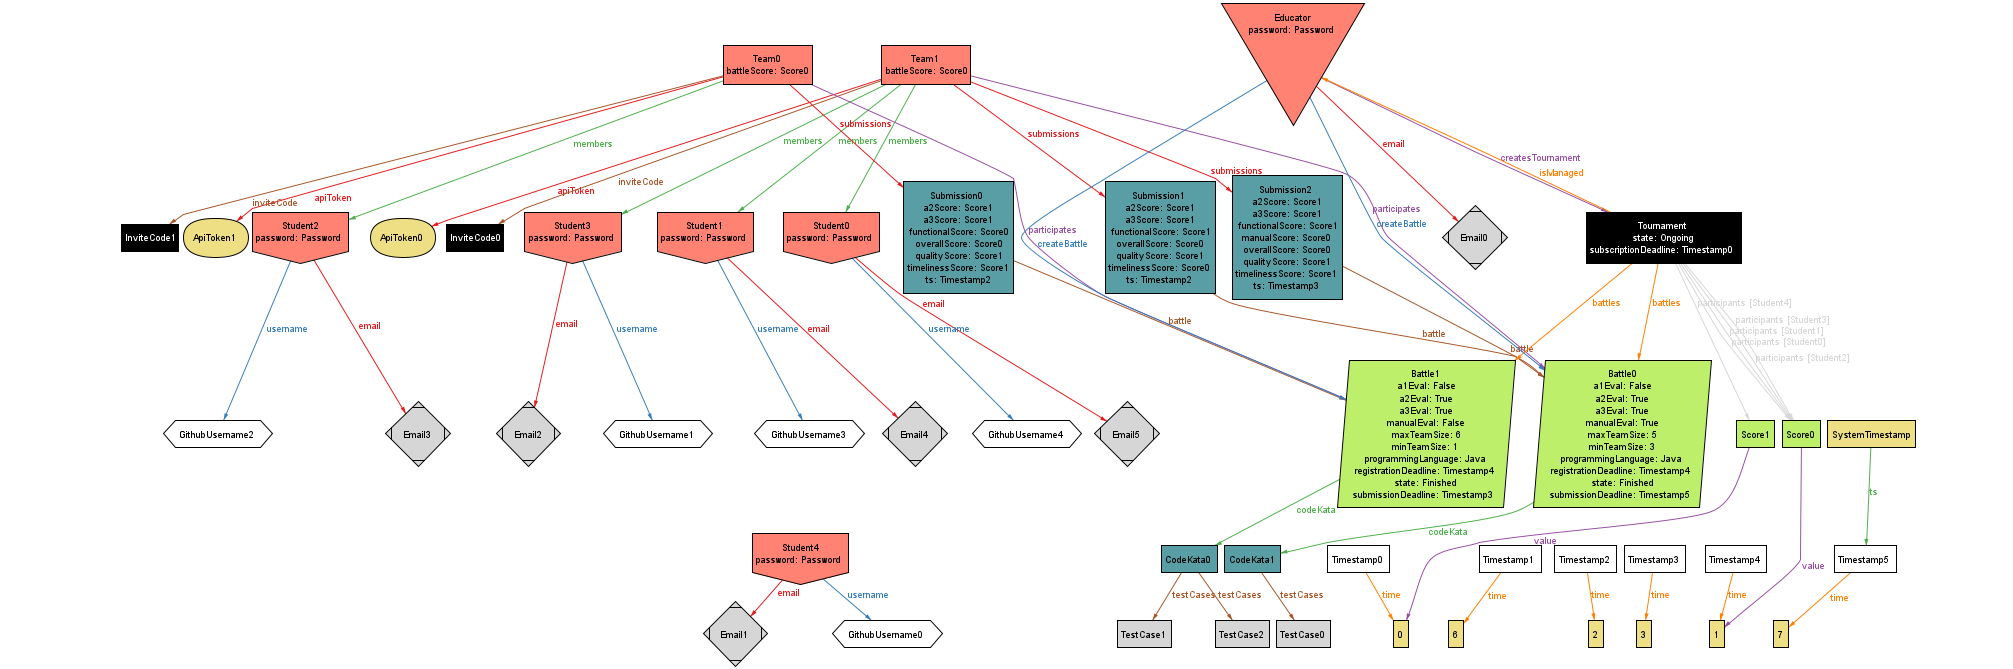 Educator
password: Password
Team0
battleScore: Score0
Team1
battleScore: Score0
submissions
submissions
members
members
members
members
email
createsTournament
isManaged
submissions
inviteCode
apiToken
apiToken
inviteCode
participates
createBattle
participates
createBattle
InviteCode1
ApiToken1
Student2
password: Password
ApiToken0
InviteCode0
Student3
password: Password
Student1
password: Password
Student0
password: Password
Submission0
a2Score: Score1
a3Score: Score1
functionalScore: Score0
overallScore: Score0
qualityScore: Score1
timelinessScore: Score1
ts: Timestamp2
Submission1
a2Score: Score1
a3Score: Score1
functionalScore: Score1
overallScore: Score0
qualityScore: Score1
timelinessScore: Score0
ts: Timestamp2
Submission2
a2Score: Score1
a3Score: Score1
functionalScore: Score1
manualScore: Score0
overallScore: Score0
qualityScore: Score1
timelinessScore: Score1
ts: Timestamp3
Email0
Tournament
state: Ongoing
subscriptionDeadline: Timestamp0
username
email
email
username
username
email
username
email
battle
battle
battle
battles
battles
participants [Student4]
participants [Student3]
participants [Student1]
participants [Student0]
participants [Student2]
GithubUsername2
Email3
Email2
GithubUsername1
GithubUsername3
Email4
GithubUsername4
Email5
Battle1
a1Eval: False
a2Eval: True
a3Eval: True
manualEval: False
maxTeamSize: 6
minTeamSize: 1
programmingLanguage: Java
registrationDeadline: Timestamp4
state: Finished
submissionDeadline: Timestamp3
Battle0
a1Eval: False
a2Eval: True
a3Eval: True
manualEval: True
maxTeamSize: 5
minTeamSize: 3
programmingLanguage: Java
registrationDeadline: Timestamp4
state: Finished
submissionDeadline: Timestamp5
Score1
Score0
SystemTimestamp
codeKata
codeKata
value
ts
value
Student4
password: Password
CodeKata0
CodeKata1
Timestamp0
Timestamp1
Timestamp2
Timestamp3
Timestamp4
Timestamp5
email
username
testCases
testCases
testCases
time
time
time
time
time
time
Email1
GithubUsername0
TestCase1
TestCase2
TestCase0
0
6
2
3
1
7